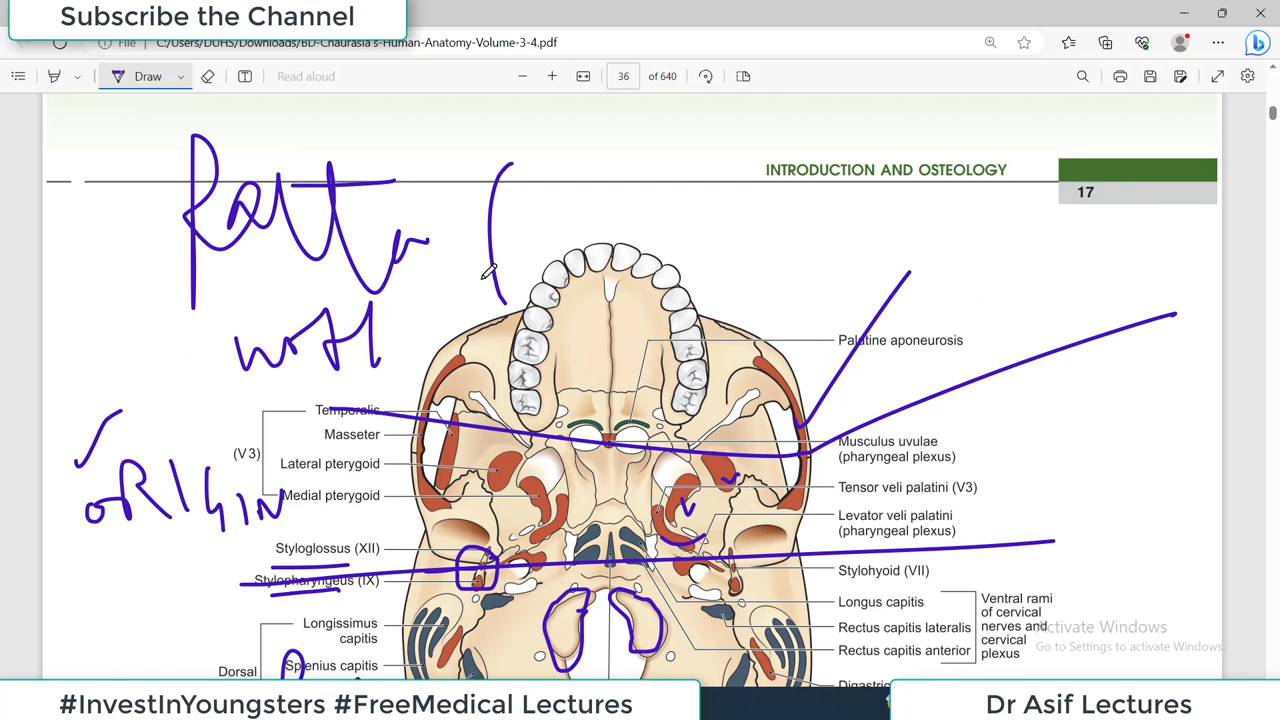 Subscribe the Channel
File
C:/Users/DUHS/Downloads/BD-Chaurasia's-Human-Anatomy-Volume-3-4.pdf
Draw
Read aloud
36 of 640
INTRODUCTION AND OSTEOLOGY
17
Ratta
ORIGIN
Temporalis
Masseter
(V3)
Lateral pterygoid
Medial pterygoid
Styloglossus (XII)
Stylopharyngeus (IX)
Longissimus
capitis
Splenius capitis
Dorsal
Palatine aponeurosis
Musculus uvulae
(pharyngeal plexus)
Tensor veli palatini (V3)
Levator veli palatini
(pharyngeal plexus)
Stylohyoid (VII)
Longus capitis
Rectus capitis lateralis
Rectus capitis anterior
Ventral rami
of cervical
nerves and
cervical
plexus
Digastric
Activate Windows
Go to Settings to activate Windows.
#InvestInYoungsters #FreeMedical Lectures
Dr Asif Lectures